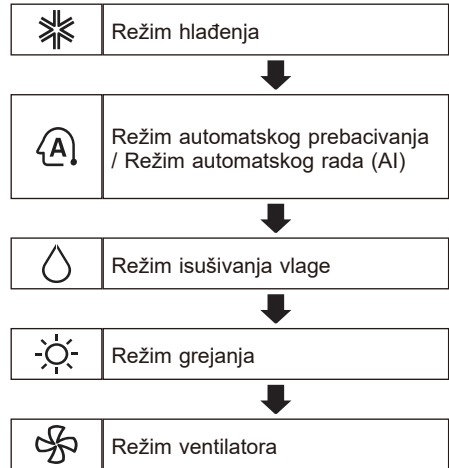 Režim hlađenja
A
Režim automatskog prebacivanja
/ Režim automatskog rada (AI)
Režim isušivanja vlage
Režim grejanja
Režim ventilatora